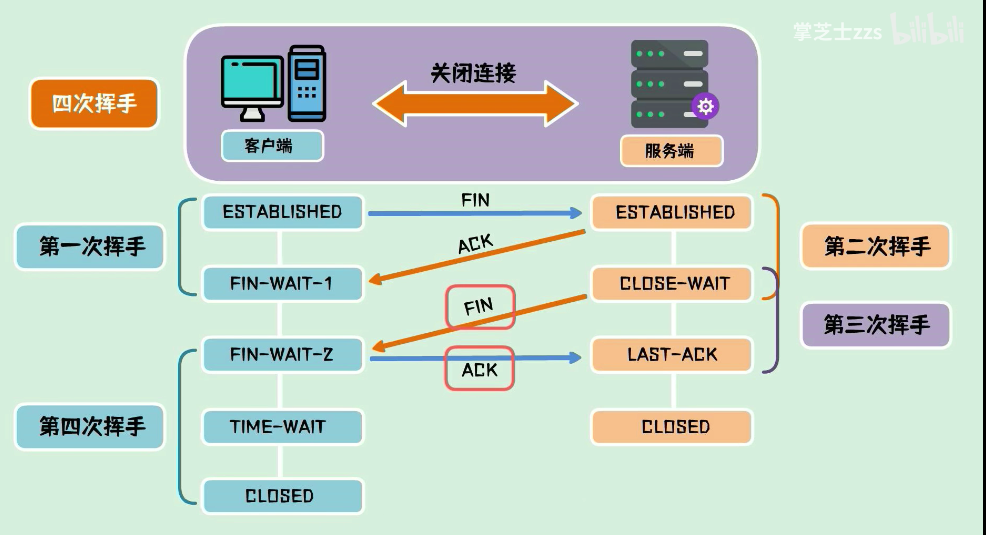 掌芝士zzs bilibili
四次挥手
关闭连接
客户端
服务端
ESTABLISHED
FIN
ESTABLISHED
第一次挥手
ACK
第二次挥手
FIN-WAIT-1
CLOSE-WAIT
FIN
第三次挥手
FIN-WAIT-2
ACK
LAST-ACK
第四次挥手
TIME-WAIT
CLOSED
CLOSED